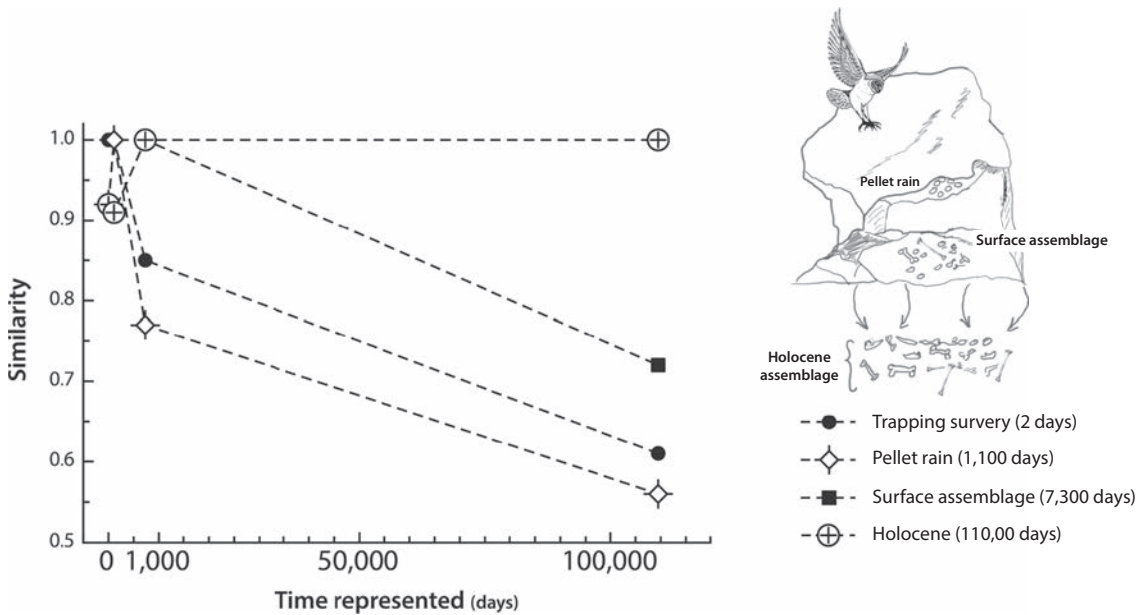 Similarity
1.0
0.9
0.8
0.7
0.6
0.5
0 1,000 50,000 100,000
Time represented (days)
Pellet rain
Surface assemblage
Holocene
assemblage
Trapping survery (2 days)
Pellet rain (1,100 days)
Surface assemblage (7,300 days)
Holocene (110,00 days)